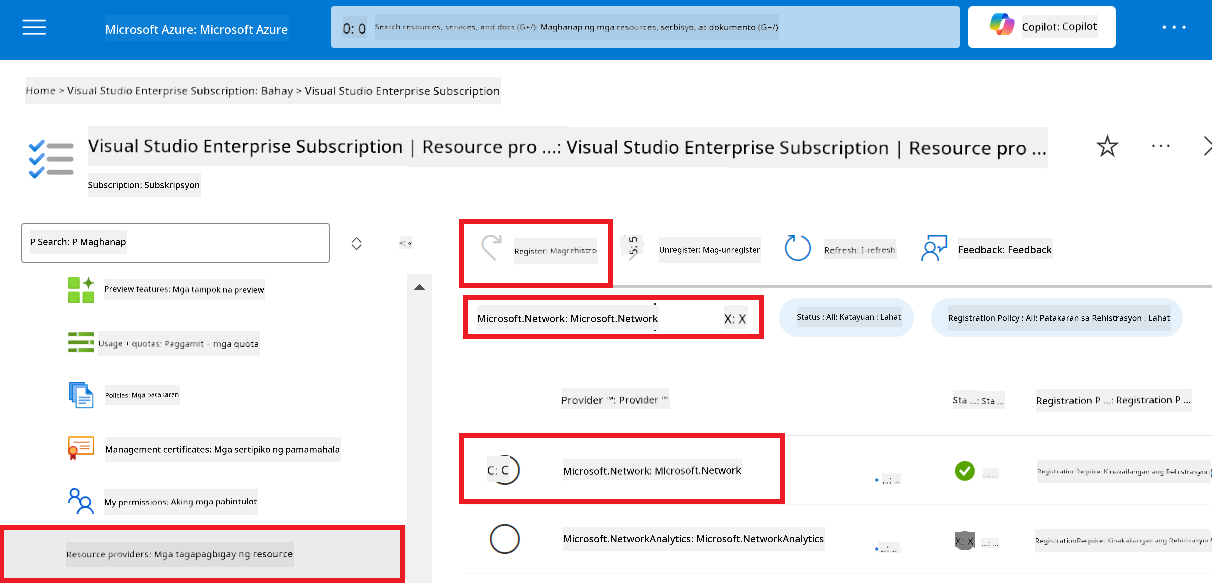 Microsoft Azure: Microsoft Azure
0: 0 Search resources, services, and docs (G+/): Maghanap ng mga resources, serbisyo, at dokumento (G+/)
Copilot: Copilot
Home > Visual Studio Enterprise Subscription: Bahay > Visual Studio Enterprise Subscription
Visual Studio Enterprise Subscription | Resource pro ...: Visual Studio Enterprise Subscription | Resource pro ...
Subscription: Subskripsyon
P Search: P Maghanap
«: «
Preview features: Mga tampok na preview
Usage + quotas: Paggamit + mga quota
Policies: Mga patakaran
Management certificates: Mga sertipiko ng pamamahala
My permissions: Aking mga pahintulot
Resource providers: Mga tagapagbigay ng resource
Register: Magrehistro
5: 5
Unregister: Mag-unregister
Refresh: I-refresh
Feedback: Feedback
Microsoft.Network: Microsoft.Network X: X
Status : All: Katayuan : Lahat
Registration Policy : All: Patakaran sa Rehistrasyon : Lahat
Provider ™: Provider ™
Sta ...: Sta ...
Registration P ...: Registration P ...
C: C
Microsoft.Network: Microsoft.Network
...: ...
...: ...
RegistrationRequire: Kinakailangan ang Rehistrasyon
Microsoft.NetworkAnalytics: Microsoft.NetworkAnalytics
...: ...
X: X
...: ...
RegistrationRequire: Kinakailangan ang Rehistrasyon